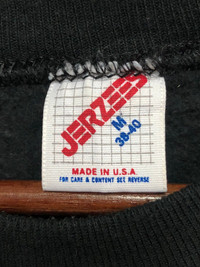 JERZEES
M
38-40
MADE IN U.S.A.
FOR CARE & CONTENT SEE REVERSE